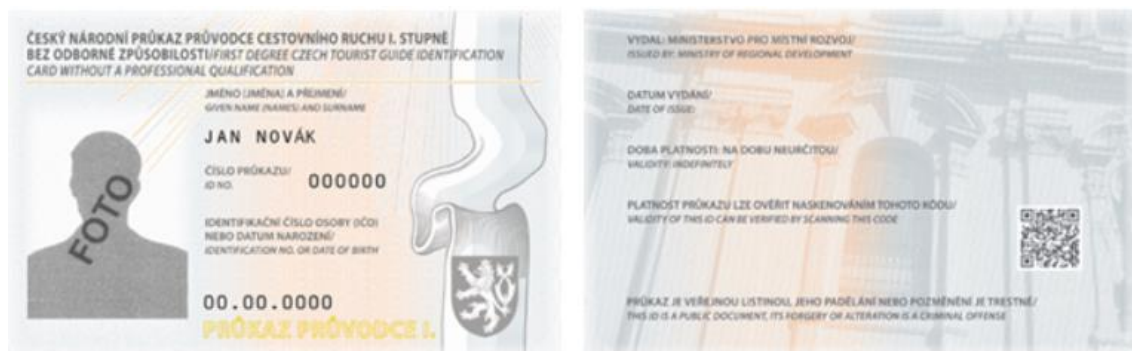 ČESKÝ NÁRODNÍ PRŮKAZ PRŮVODCE CESTOVNÍHO RUCHU I. STUPNĚ
BEZ ODBORNÉ ZPŮSOBILOSTI/FIRST DEGREE CZECH TOURIST GUIDE IDENTIFICATION
CARD WITHOUT A PROFESSIONAL QUALIFICATION
JMÉNO (JMÉNA) A PŘÍJMENÍ/
GIVEN NAME (NAMES) AND SURNAME
JAN NOVÁK
ČÍSLO PRŮKAZU/
ID NO.
000000
IDENTIFIKAČNÍ ČÍSLO OSOBY (IČO)
NEBO DATUM NAROZENÍ/
IDENTIFICATION NO. OR DATE OF BIRTH
00.00.0000
PRŮKAZ PRŮVODCE I.
FOTO
VYDAL: MINISTERSTVO PRO MÍSTNÍ ROZVOJ/
ISSUED BY: MINISTRY OF REGIONAL DEVELOPMENT
DATUM VYDÁNÍ/
DATE OF ISSUE:
DOBA PLATNOSTI: NA DOBU NEURČITOU/
VALIDITY: INDEFINITELY
PLATNOST PRŮKAZU LZE OVĚŘIT NASKENOVÁNÍM TOHOTO KÓDU/
VALIDITY OF THIS ID CAN BE VERIFIED BY SCANNING THIS CODE
PRŮKAZ JE VEŘEJNOU LISTINOU, JEHO PADĚLÁNÍ NEBO POZMĚNĚNÍ JE TRESTNÉ/
THIS ID IS A PUBLIC DOCUMENT, ITS FORGERY OR ALTERATION IS A CRIMINAL OFFENSE